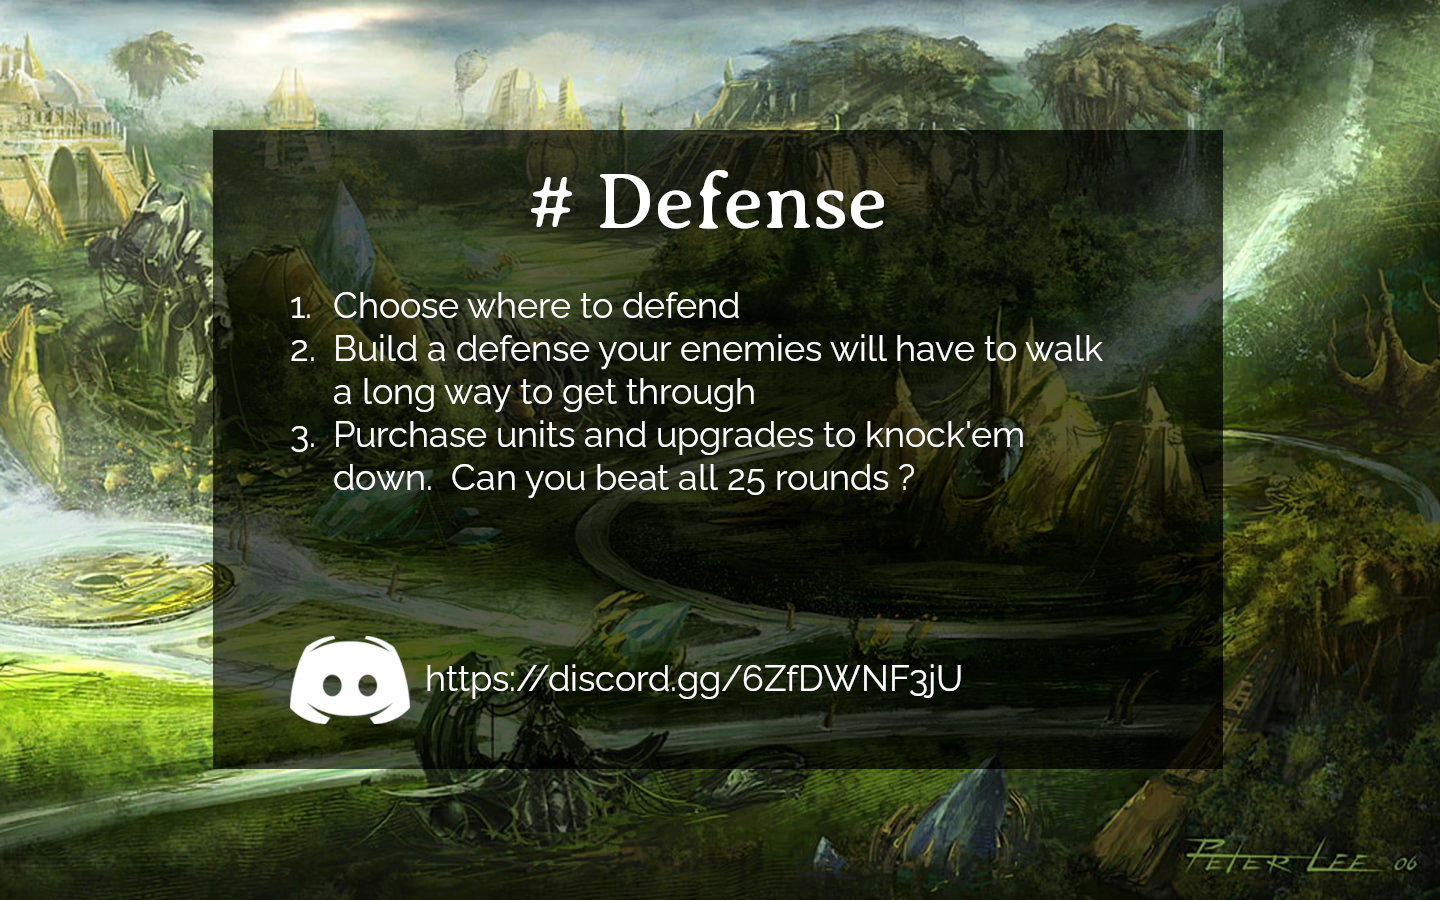 # Defense
1. Choose where to defend
2. Build a defense your enemies will have to walk
a long way to get through
3. Purchase units and upgrades to knock'em
down.  Can you beat all 25 rounds ?
https://discord.gg/6ZfDWNF3jU
PETER LEE 06